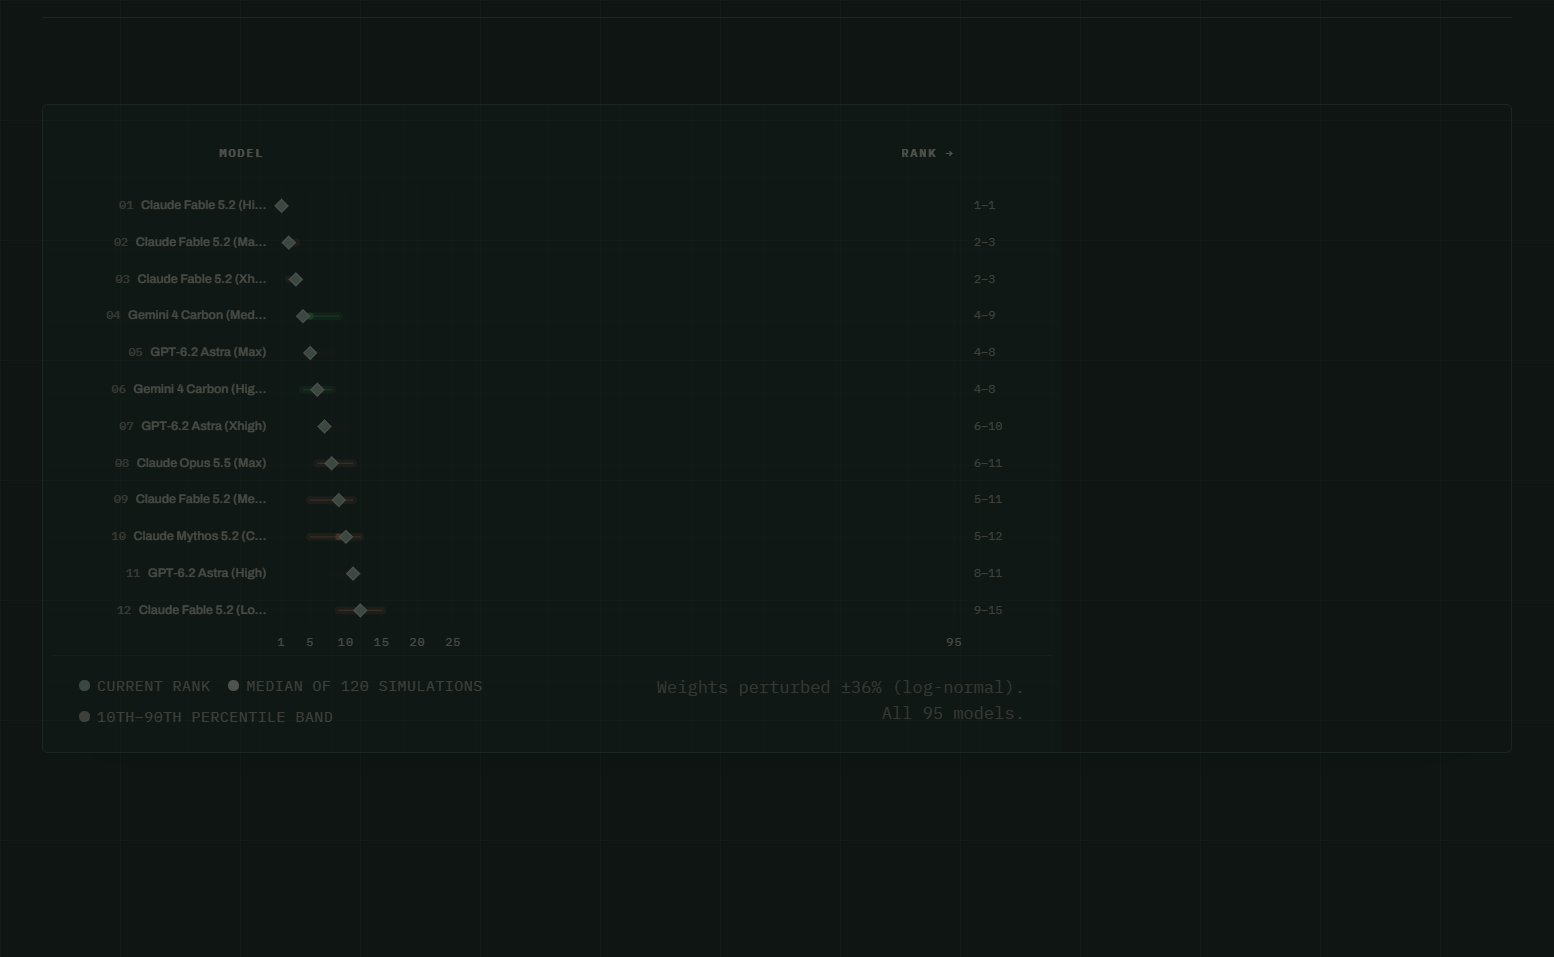 MODEL RANK →
01 Claude Fable 5.2 (Hi... 1–1
02 Claude Fable 5.2 (Ma... 2–3
03 Claude Fable 5.2 (Xh... 2–3
04 Gemini 4 Carbon (Med... 4–9
05 GPT-6.2 Astra (Max) 4–8
06 Gemini 4 Carbon (Hig... 4–8
07 GPT-6.2 Astra (Xhigh) 6–10
08 Claude Opus 5.5 (Max) 6–11
09 Claude Fable 5.2 (Me... 5–11
10 Claude Mythos 5.2 (C... 5–12
11 GPT-6.2 Astra (High) 8–11
12 Claude Fable 5.2 (Lo... 9–15
1 5 10 15 20 25 95
CURRENT RANK MEDIAN OF 120 SIMULATIONS
10TH–90TH PERCENTILE BAND
Weights perturbed ±36% (log-normal).
All 95 models.